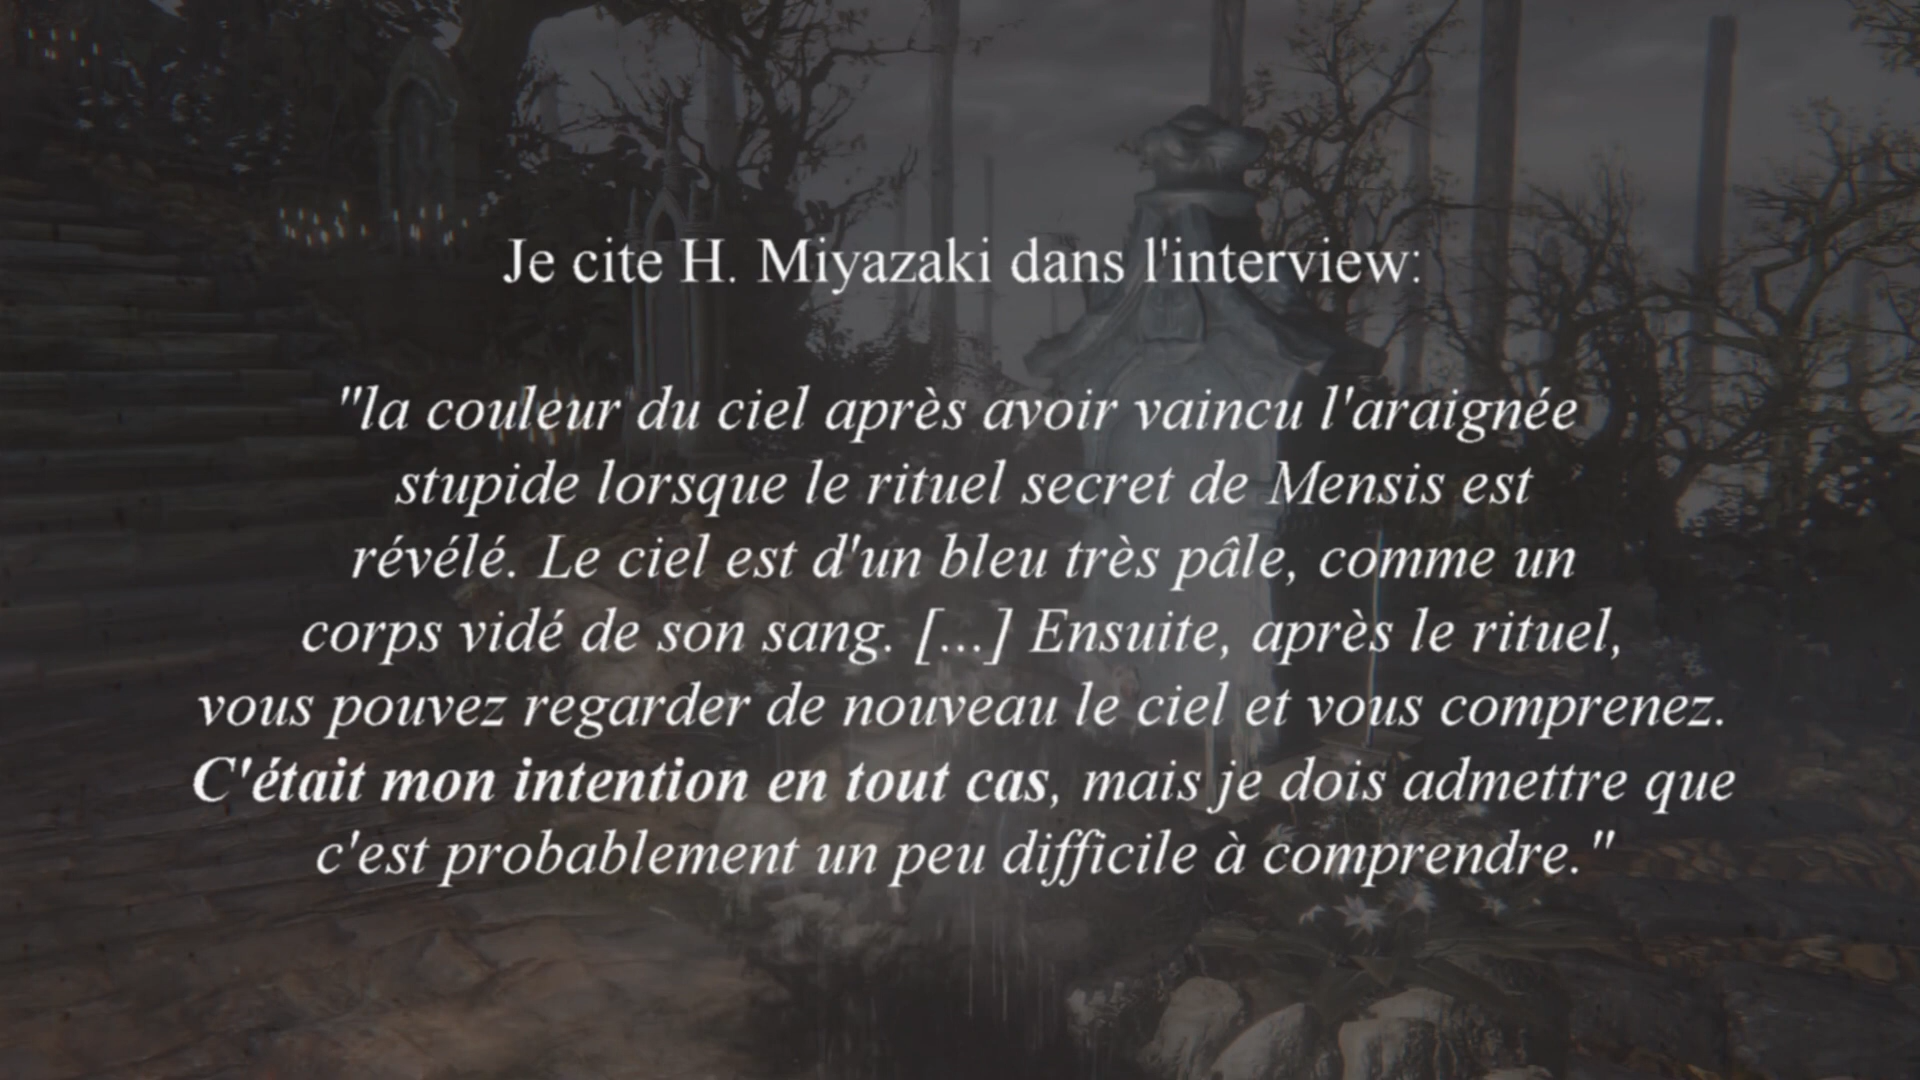 Je cite H. Miyazaki dans l'interview:
"la couleur du ciel après avoir vaincu l'araignée
stupide lorsque le rituel secret de Mensis est
révélé. Le ciel est d'un bleu très pâle, comme un
corps vidé de son sang. [...] Ensuite, après le rituel,
vous pouvez regarder de nouveau le ciel et vous comprenez.
C'était mon intention en tout cas, mais je dois admettre que
c'est probablement un peu difficile à comprendre."